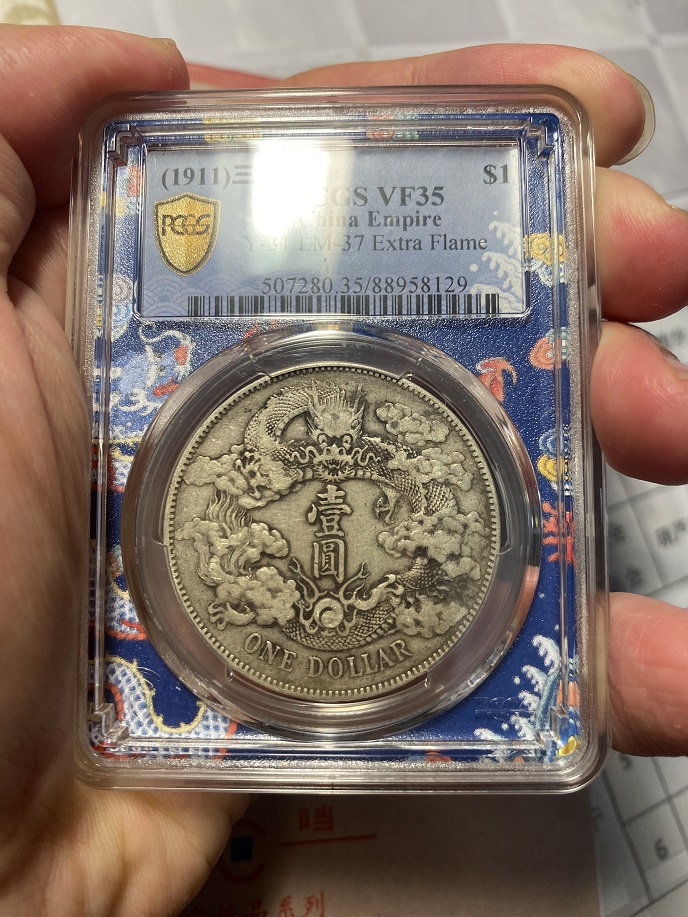 (1911)三
GS VF35
$1
China Empire
LM-37 Extra Flame
507280.35/88958129
PCGS
壹
圓
ONE DOLLAR
6